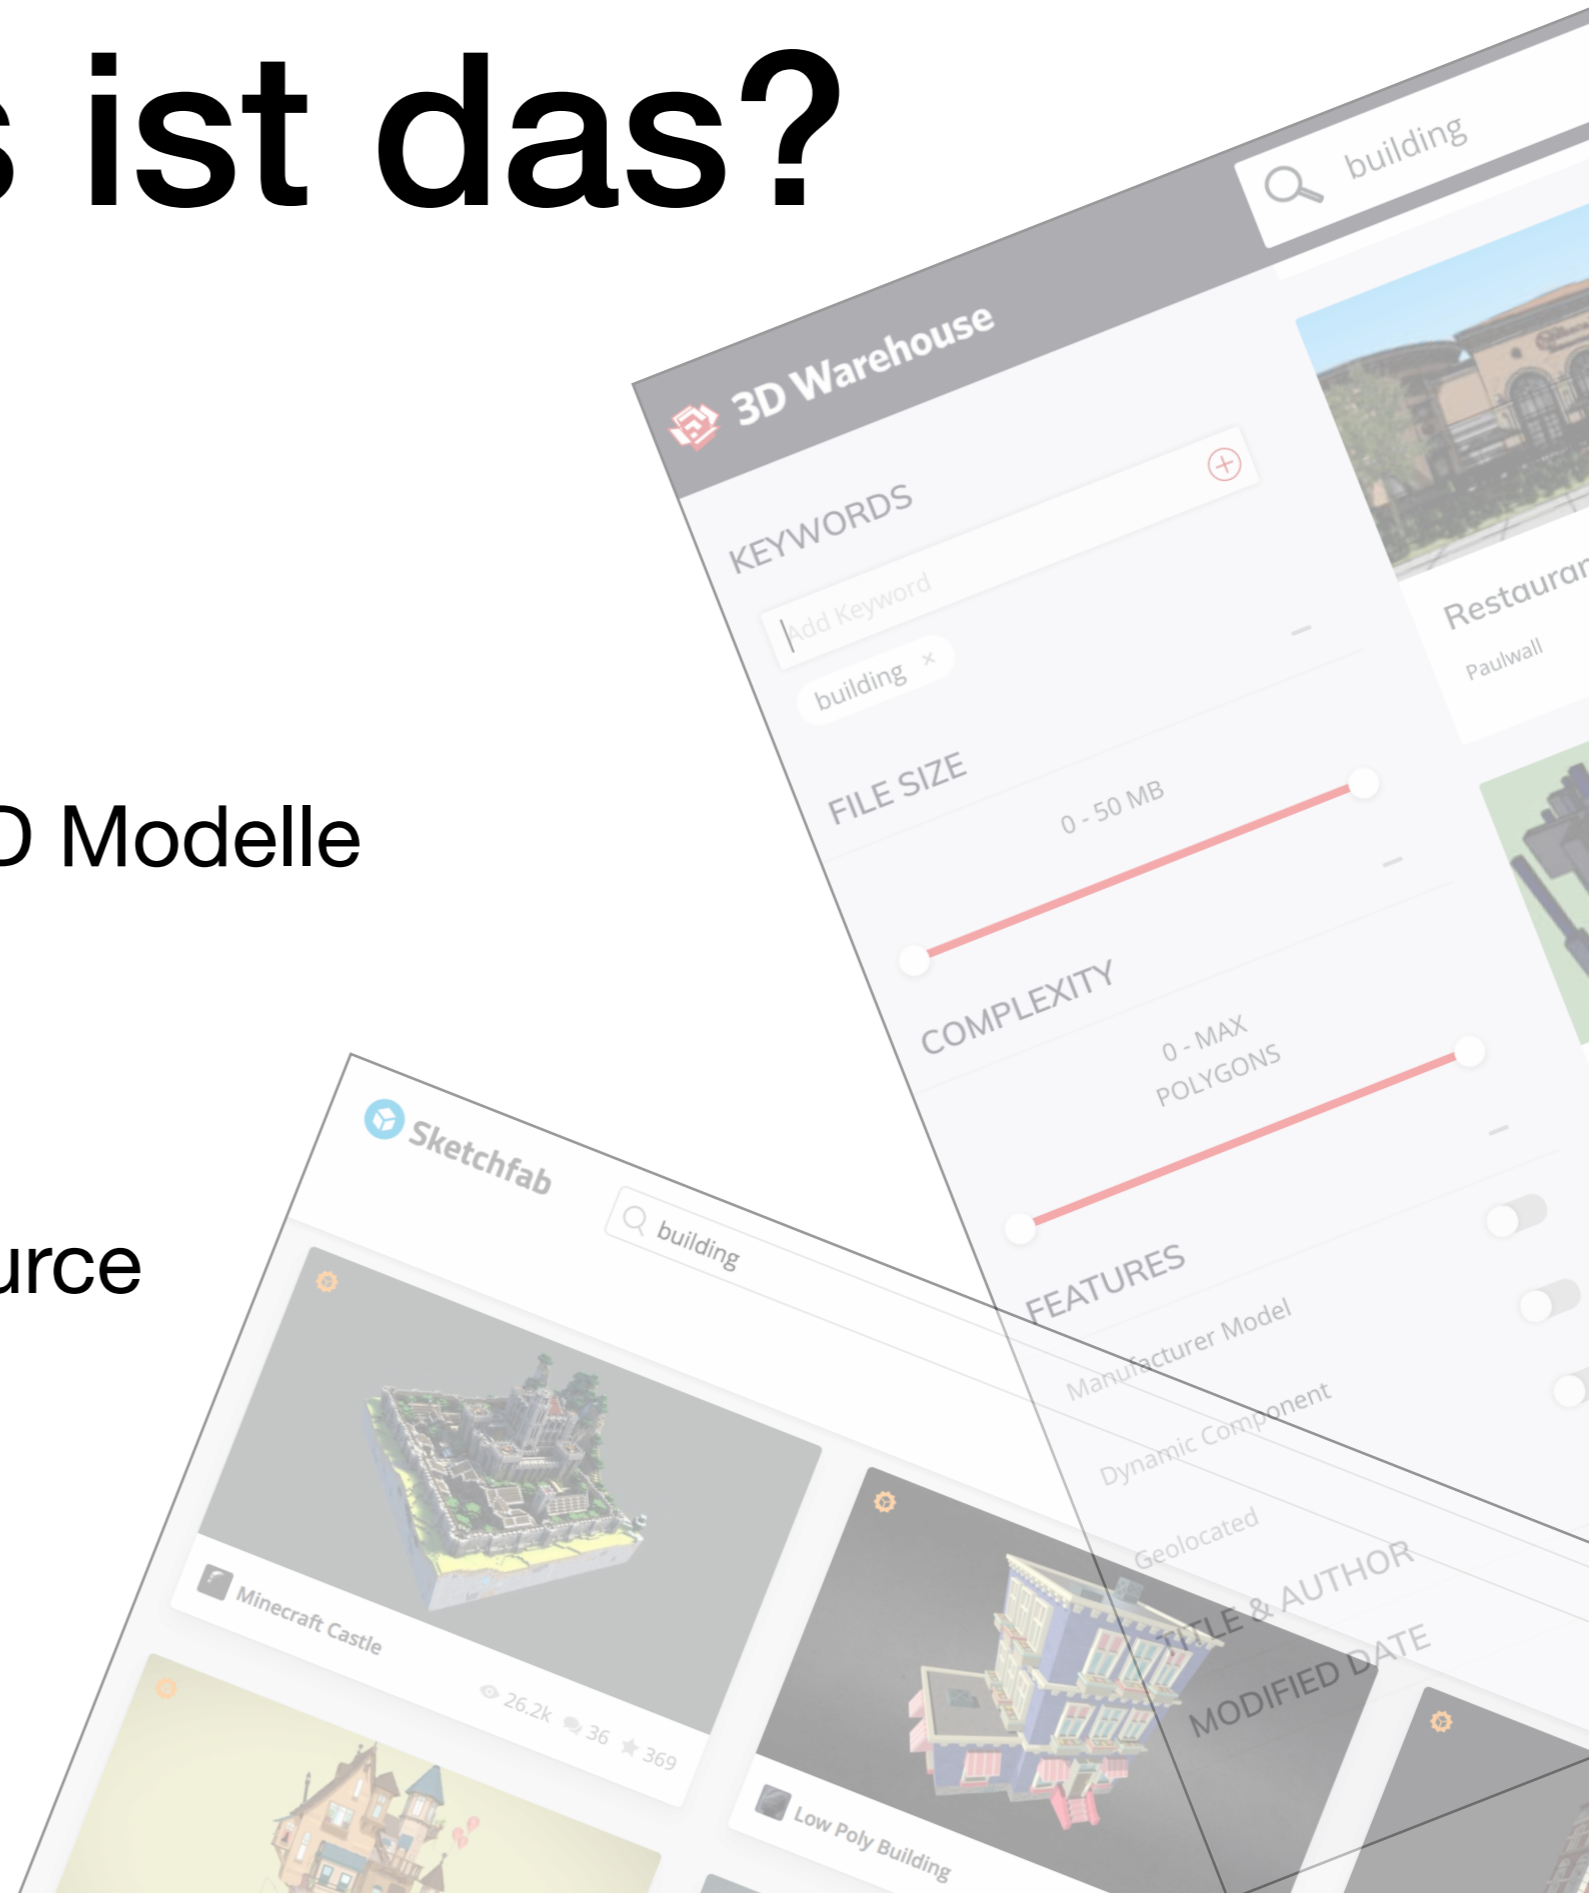 s ist das?
D Modelle
urce
building
3D Warehouse
KEYWORDS
Add Keyword
building ×
FILE SIZE
0 - 50 MB
COMPLEXITY
0 - MAX
POLYGONS
FEATURES
Manufacturer Model
Dynamic Component
Geolocated
TITLE & AUTHOR
MODIFIED DATE
Restauran
Paulwall
Sketchfab
building
Minecraft Castle
26.2k 36 369
Low Poly Building